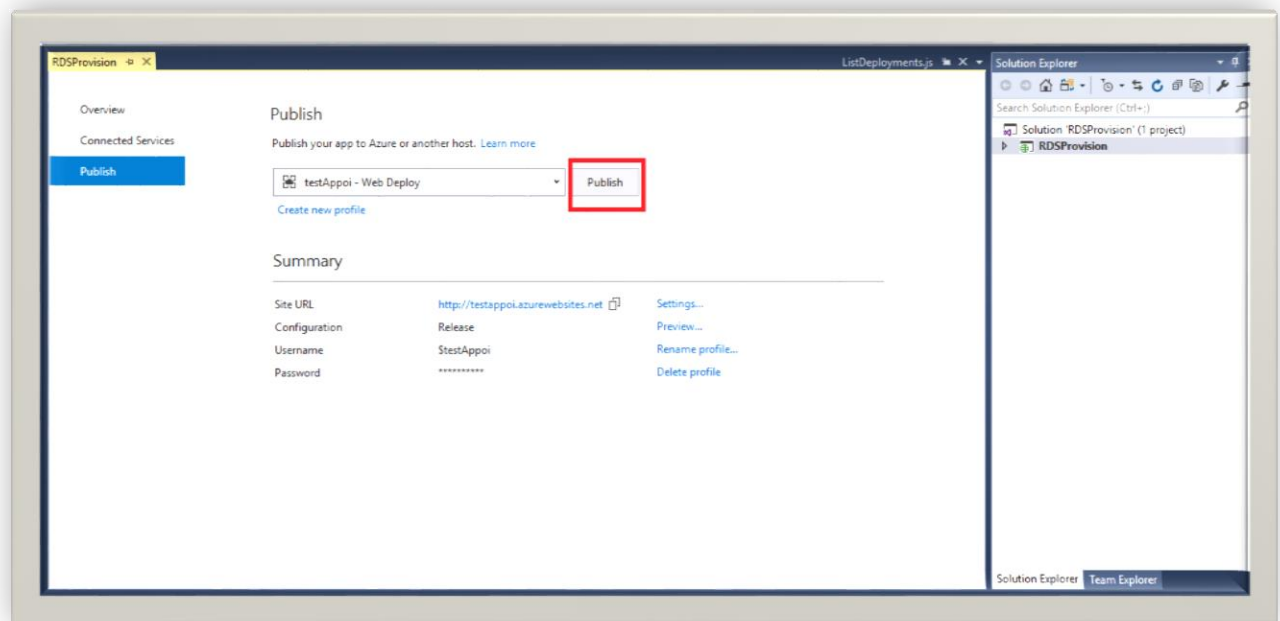 RDSProvision
ListDeployments.js
Solution Explorer
Search Solution Explorer (Ctrl+;)
Solution 'RDSProvision' (1 project)
RDSProvision
Overview
Connected Services
Publish
Publish
Publish your app to Azure or another host. Learn more
testAppoi - Web Deploy
Publish
Create new profile
Summary
Site URL http://testappoi.azurewebsites.net Settings...
Configuration Release Preview...
Username $testAppoi Rename profile...
Password ********** Delete profile
Solution Explorer Team Explorer